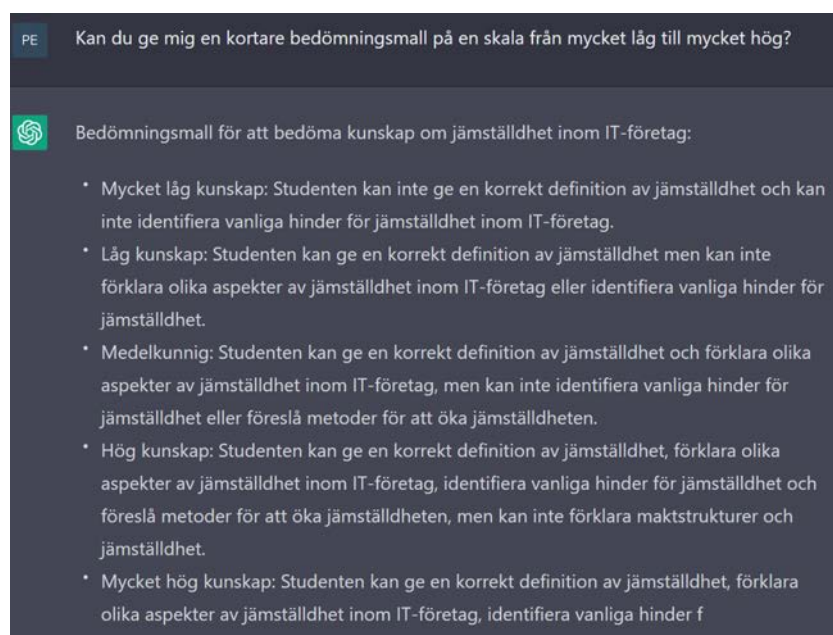 PE
Kan du ge mig en kortare bedömningsmall på en skala från mycket låg till mycket hög?
Bedömningsmall för att bedöma kunskap om jämställdhet inom IT-företag:
• Mycket låg kunskap: Studenten kan inte ge en korrekt definition av jämställdhet och kan
inte identifiera vanliga hinder för jämställdhet inom IT-företag.
• Låg kunskap: Studenten kan ge en korrekt definition av jämställdhet men kan inte
förklara olika aspekter av jämställdhet inom IT-företag eller identifiera vanliga hinder för
jämställdhet.
• Medelkunnig: Studenten kan ge en korrekt definition av jämställdhet och förklara olika
aspekter av jämställdhet inom IT-företag, men kan inte identifiera vanliga hinder för
jämställdhet eller föreslå metoder för att öka jämställdheten.
• Hög kunskap: Studenten kan ge en korrekt definition av jämställdhet, förklara olika
aspekter av jämställdhet inom IT-företag, identifiera vanliga hinder för jämställdhet och
föreslå metoder för att öka jämställdheten, men kan inte förklara maktstrukturer och
jämställdhet.
• Mycket hög kunskap: Studenten kan ge en korrekt definition av jämställdhet, förklara
olika aspekter av jämställdhet inom IT-företag, identifiera vanliga hinder f